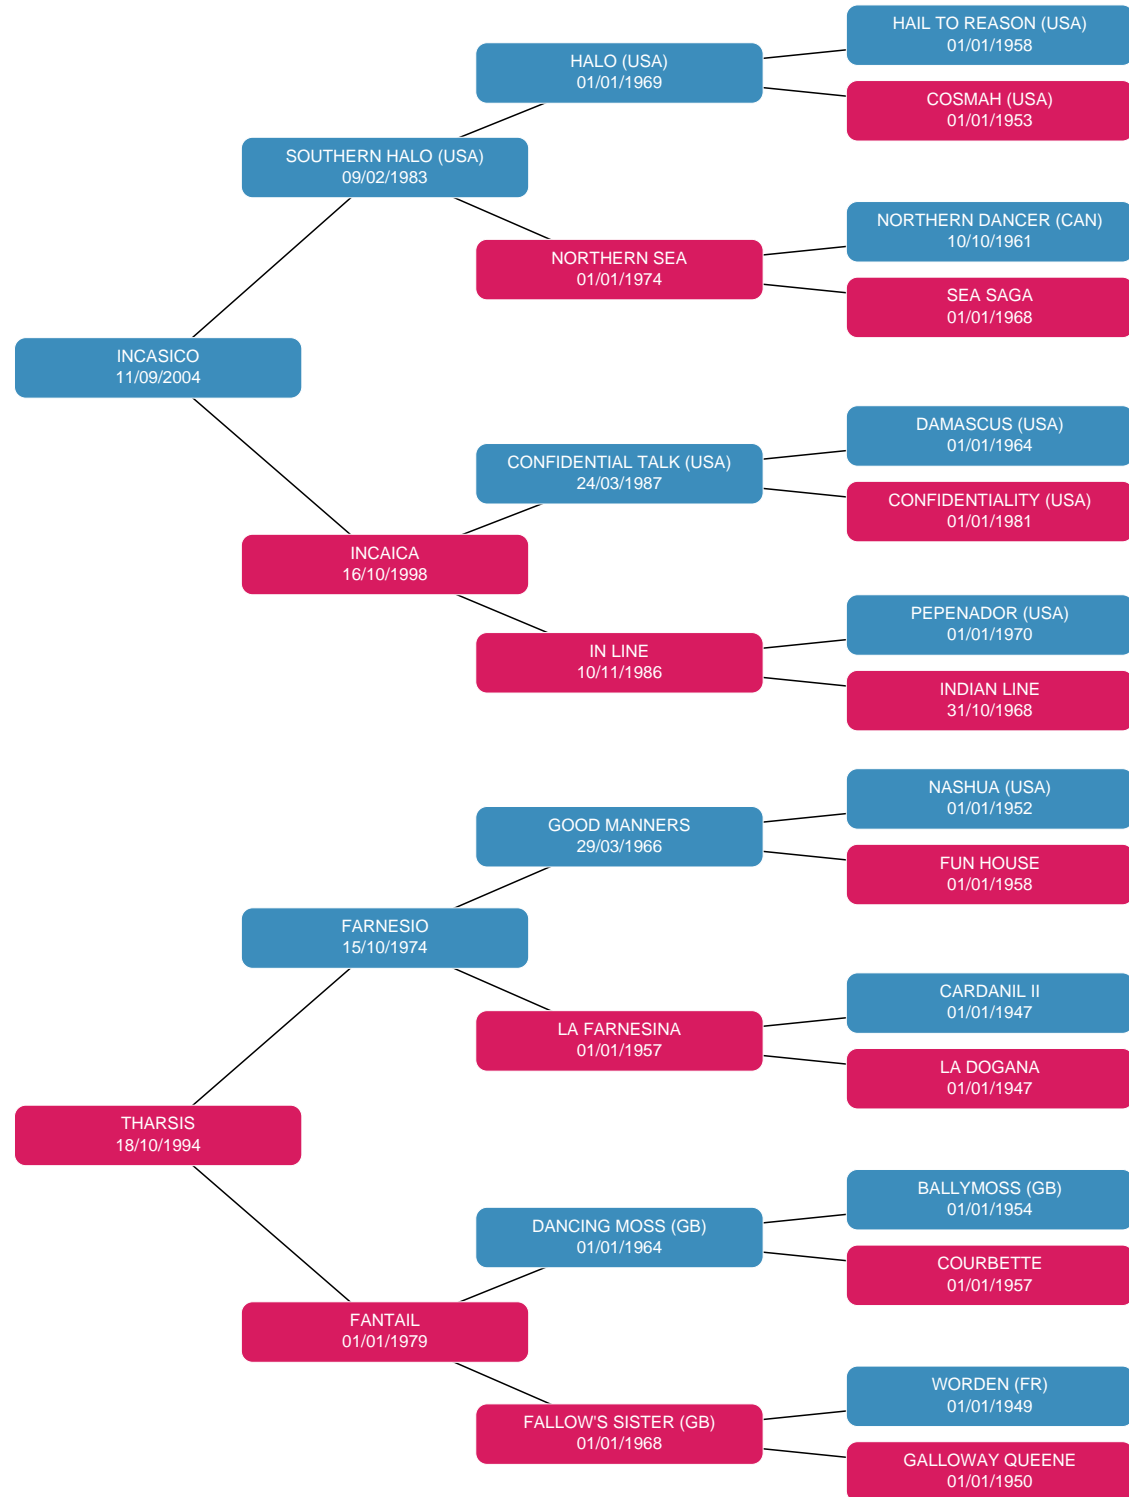 HAIL TO REASON (USA)
01/01/1958
HALO (USA)
01/01/1969
COSMAH (USA)
01/01/1953
SOUTHERN HALO (USA)
09/02/1983
NORTHERN DANCER (CAN)
10/10/1961
NORTHERN SEA
01/01/1974
SEA SAGA
01/01/1968
INCASICO
11/09/2004
DAMASCUS (USA)
01/01/1964
CONFIDENTIAL TALK (USA)
24/03/1987
CONFIDENTIALITY (USA)
01/01/1981
INCAICA
16/10/1998
PEPENADOR (USA)
01/01/1970
IN LINE
10/11/1986
INDIAN LINE
31/10/1968
NASHUA (USA)
01/01/1952
GOOD MANNERS
29/03/1966
FUN HOUSE
01/01/1958
FARNESIO
15/10/1974
CARDANIL II
01/01/1947
LA FARNESINA
01/01/1957
LA DOGANA
01/01/1947
THARSIS
18/10/1994
BALLYMOSS (GB)
01/01/1954
DANCING MOSS (GB)
01/01/1964
COURBETTE
01/01/1957
FANTAIL
01/01/1979
WORDEN (FR)
01/01/1949
FALLOW'S SISTER (GB)
01/01/1968
GALLOWAY QUEENE
01/01/1950